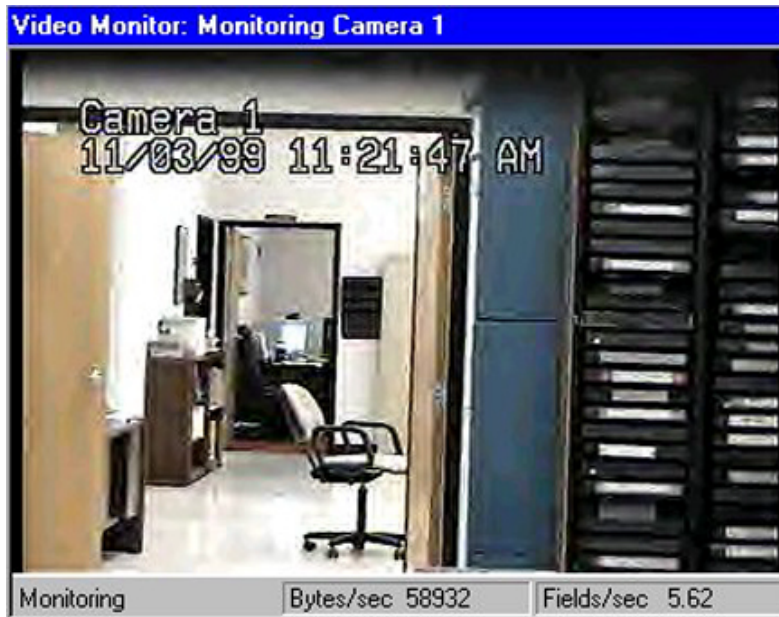 Video Monitor: Monitoring Camera 1
Camera 1
11/03/99 11:21:47 AM
Monitoring
Bytes/sec 58932
Fields/sec 5.62